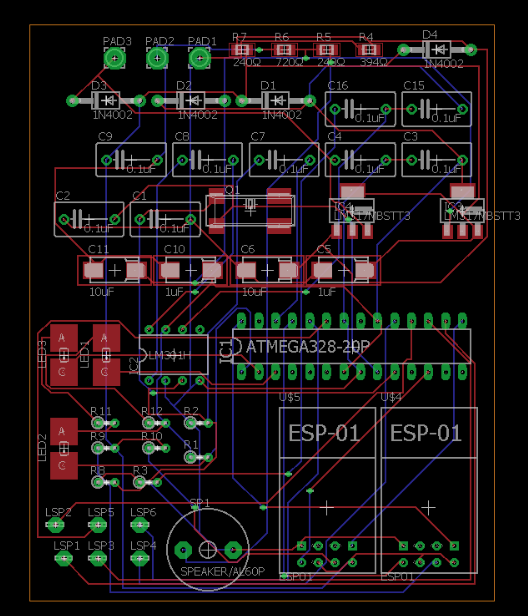 PAD3 PAD2 PAD1 R7 R6 R5 R4 D4
240Ω 720Ω 240Ω 394Ω 1N4002
D3 D2 D1 C16 C15
1N4002 1N4002 1N4002 0.1uF 0.1uF
C9 C8 C7 C4 C3
0.1uF 0.1uF 0.1uF 0.1uF 0.1uF
C2 C1 Q1
0.1uF 0.1uF LM317MBSTT3 LM317MBSTT3
C11 C10 C6 C5
10uF 1uF 10uF 1uF
LED3 A LED1 A IC2 LM311H IC1 ATMEGA328-20P
C C
U$5 U$4
R11 R12 R2
LED2 A ESP-01 ESP-01
R9 R10 R1
C
R8 R3
SP1
LSP2 LSP5 LSP6
LSP1 LSP3 LSP4
SPEAKER/AL60P ESP01 ESP01